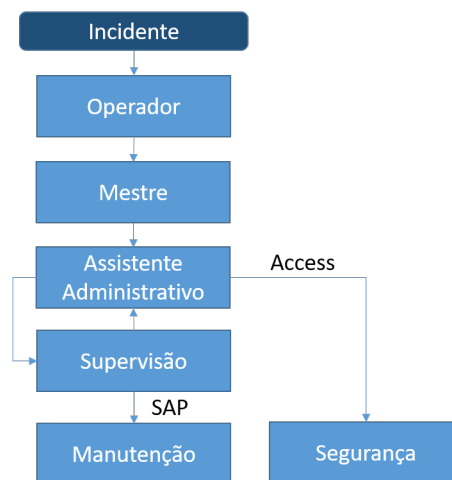 Incidente
Operador
Mestre
Assistente
Administrativo
Access
Supervisão
SAP
Manutenção
Segurança